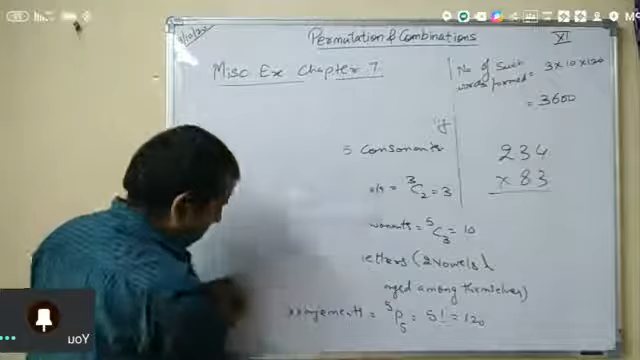 Permutation & Combinations XI
Misc Ex Chapter 7
No of such
words formed = 3 x 10 x 120
= 3600
5 Consonants
= ³C₂ = 3
= ⁵C₃ = 10
letters (2 vowels &
among themselves)
= ⁵P₅ = 5! = 120
234
x 83
You